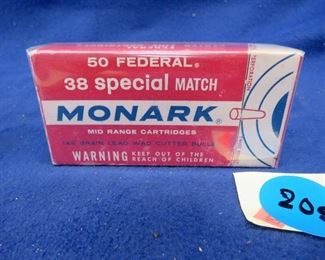 50 FEDERAL®
38 special MATCH
MONARK®
MID RANGE CARTRIDGES
148 GRAIN LEAD WAD CUTTER BULLET
WARNING KEEP OUT OF THE
REACH OF CHILDREN
PERFORATION